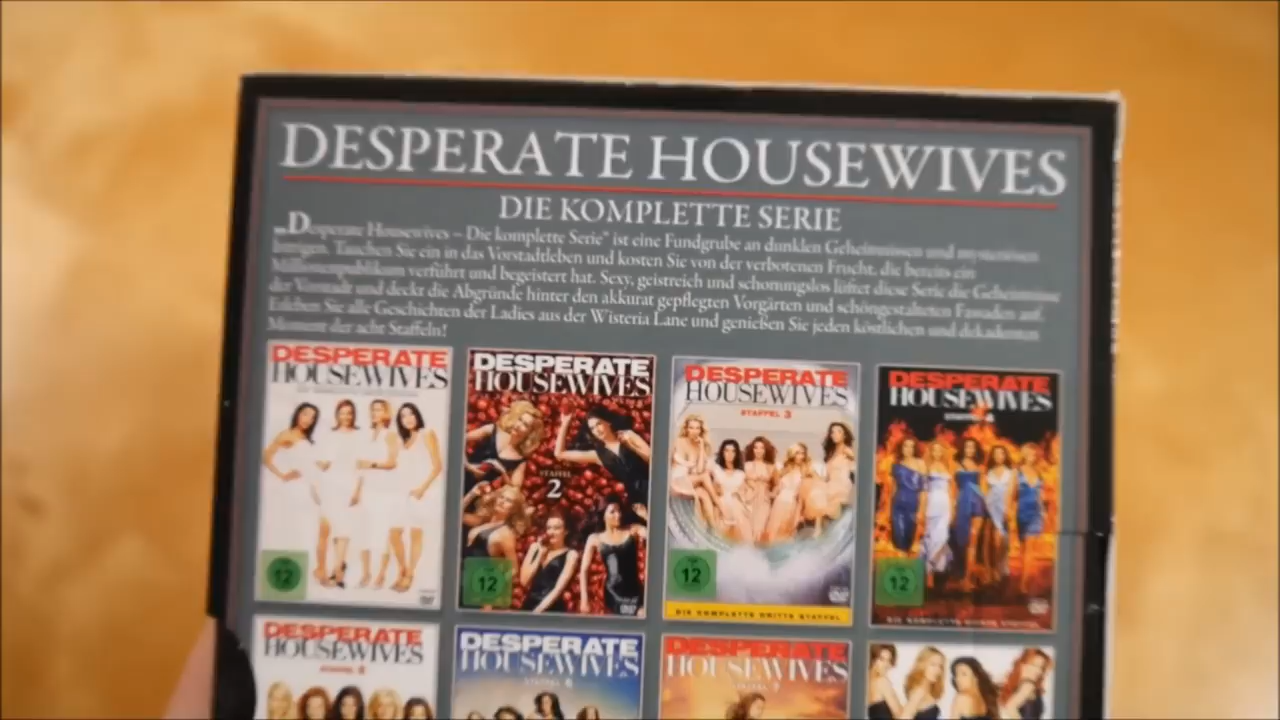 DESPERATE HOUSEWIVES
DIE KOMPLETTE SERIE
„Desperate Housewives – Die komplette Serie“ ist eine Fundgrube an dunklen Geheimnissen und mysteriösen
Intrigen. Tauchen Sie ein in das Vorstadtleben und kosten Sie von der verbotenen Frucht, die bereits ein
Millionenpublikum verführt und begeistert hat. Sexy, geistreich und schonungslos lüftet diese Serie die Geheimnisse
der Vorstadt und deckt die Abgründe hinter den akkurat gepflegten Vorgärten und schöngestalteten Fassaden auf.
Erleben Sie alle Geschichten der Ladies aus der Wisteria Lane und genießen Sie jeden köstlichen und dekadenten
Moment der acht Staffeln!
DESPERATE
HOUSEWIVES
12
DESPERATE
HOUSEWIVES
STAFFEL
2
12
DESPERATE
HOUSEWIVES
STAFFEL 3
12
DIE KOMPLETTE DRITTE STAFFEL
DESPERATE
HOUSEWIVES
12
DESPERATE
HOUSEWIVES
DESPERATE
HOUSEWIVES
DESPERATE
HOUSEWIVES